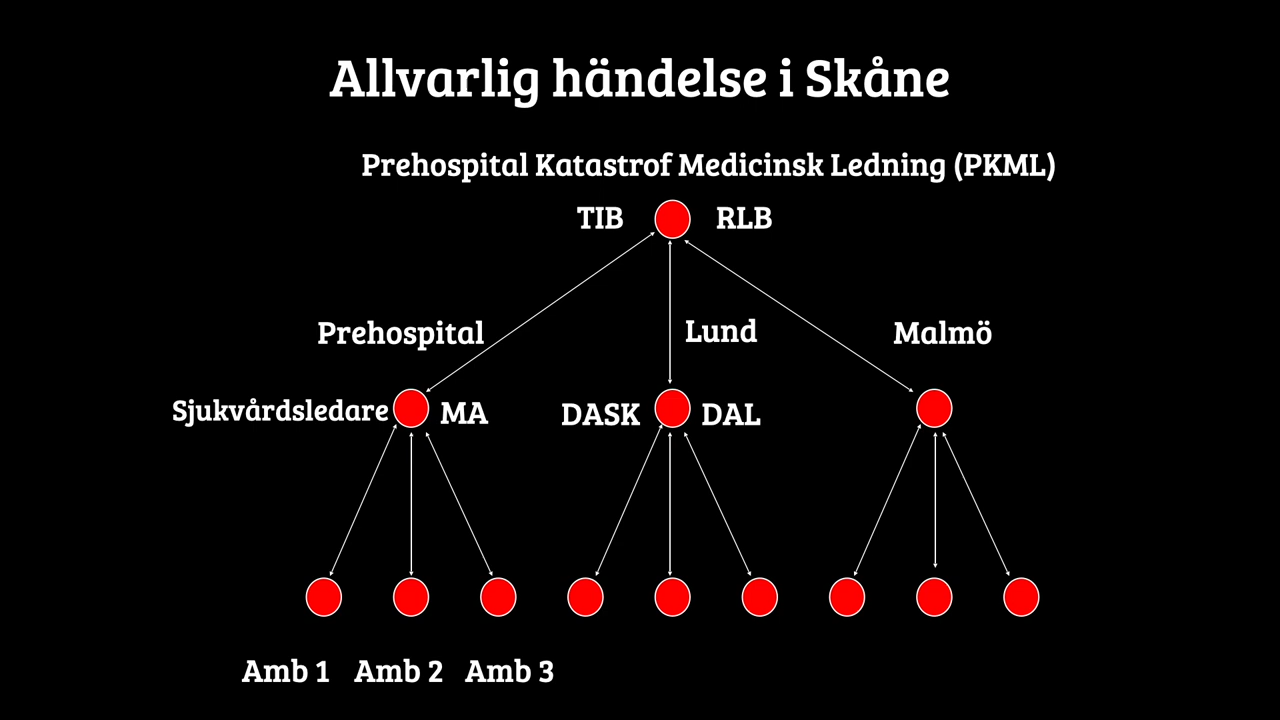 Allvarlig händelse i Skåne
Prehospital Katastrof Medicinsk Ledning (PKML)
TIB RLB
Prehospital Lund Malmö
Sjukvårdsledare MA DASK DAL
Amb 1 Amb 2 Amb 3